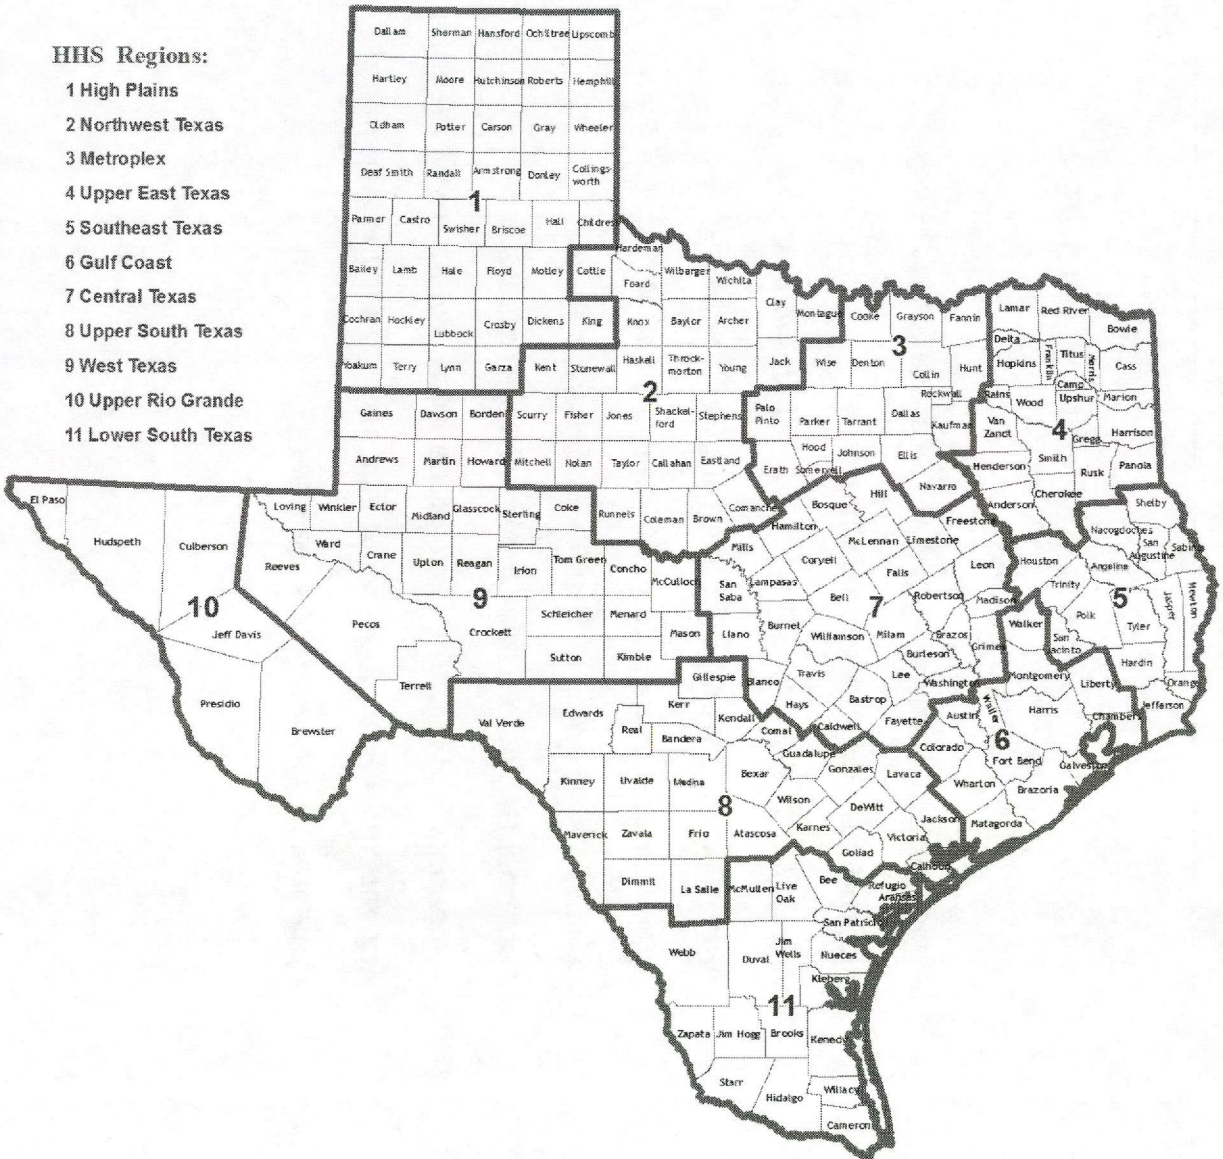 HHS Regions:
1 High Plains
2 Northwest Texas
3 Metroplex
4 Upper East Texas
5 Southeast Texas
6 Gulf Coast
7 Central Texas
8 Upper South Texas
9 West Texas
10 Upper Rio Grande
11 Lower South Texas
Dallam Sherman Hansford Ochiltree Lipscomb
Hartley Moore Hutchinson Roberts Hemphill
Oldham Potter Carson Gray Wheeler
Deaf Smith Randall Armstrong Donley Collings-
worth
1
Parmer Castro Swisher Briscoe Hall Childress
Bailey Lamb Hale Floyd Motley Cottle
Cochran Hockley Lubbock Crosby Dickens King
Yoakum Terry Lynn Garza Kent Stonewall
Hardeman
Foard Wilbarger Wichita
Clay Montague
Knox Baylor Archer
Haskell Throck-
morton Young Jack
2
Scurry Fisher Jones Shackel-
ford Stephens
Mitchell Nolan Taylor Callahan Eastland
Runnels Coleman Brown Comanche
Cooke Grayson Fannin
3
Wise Denton Collin Hunt
Rockwall
Palo
Pinto Parker Tarrant Dallas Kaufman
Hood Johnson Ellis
Erath Somervell Navarro
Lamar Red River Bowie
Delta
Hopkins Franklin Titus Morris Cass
Camp
Rains Wood Upshur Marion
4
Van
Zandt Gregg Harrison
Henderson Smith Rusk Panola
Anderson Cherokee
Shelby
Nacogdoches
San
Augustine Sabine
Houston Angelina
Trinity
5
Polk Tyler Jasper Newton
San
Jacinto
Hardin
Orange
Jefferson
Gaines Dawson Borden
Andrews Martin Howard
Loving Winkler Ector Midland Glasscock Sterling Coke
Ward Crane Upton Reagan Irion Tom Green Concho McCulloch
Reeves
9
Pecos Crockett Schleicher Menard
Mason
Sutton Kimble
Terrell
El Paso
Hudspeth Culberson
10
Jeff Davis
Presidio Brewster
Bosque Hill
Hamilton Freestone
Mills McLennan Limestone
Coryell Leon
San
Saba Lampasas Falls
Bell Robertson Madison
7
Llano Burnet Williamson Milam Brazos
Burleson Grimes
Blanco Travis Lee Washington
Hays Bastrop
Caldwell Fayette
Walker
Montgomery Liberty
Austin Waller Harris Chambers
6
Colorado Fort Bend Galveston
Wharton Brazoria
Matagorda
Gillespie
Val Verde Edwards Kerr Kendall
Real Bandera Comal
Guadalupe
Kinney Uvalde Medina Bexar Gonzales Lavaca
8
Wilson DeWitt
Maverick Zavala Frio Atascosa Karnes Jackson
Victoria
Goliad
Calhoun
Dimmit La Salle
McMullen Live
Oak Bee
Refugio
Aransas
San Patricio
Webb Duval Jim
Wells Nueces
Kleberg
11
Zapata Jim Hogg Brooks Kenedy
Starr Hidalgo Willacy
Cameron